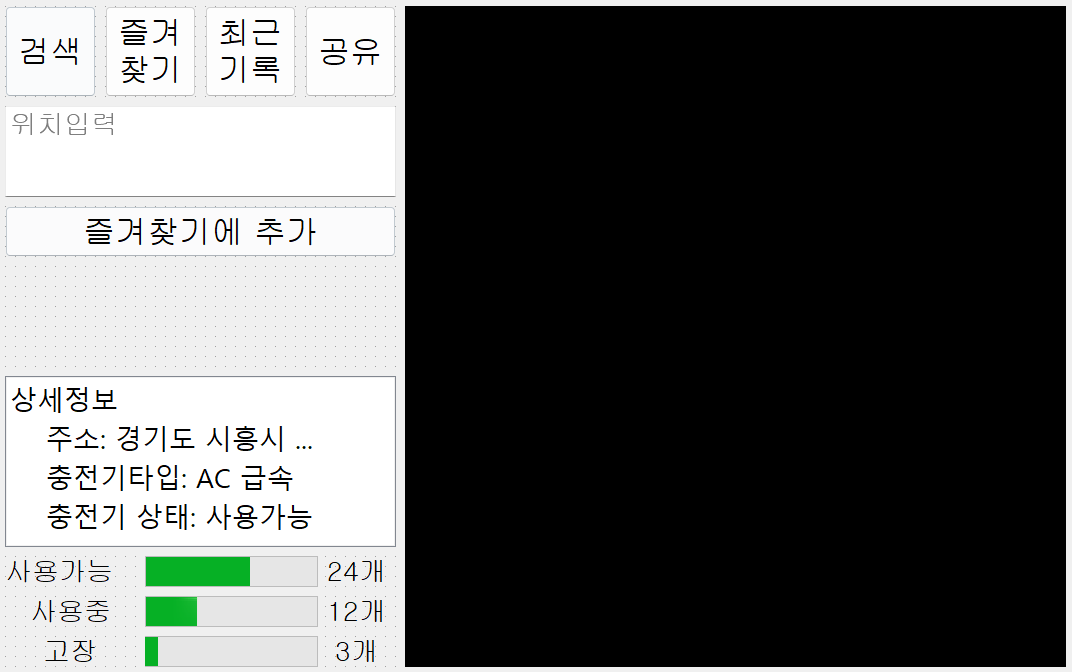 검색
즐겨
찾기
최근
기록
공유
위치입력
즐겨찾기에 추가
상세정보
주소: 경기도 시흥시 ...
충전기타입: AC 급속
충전기 상태: 사용가능
사용가능 24개
사용중 12개
고장 3개